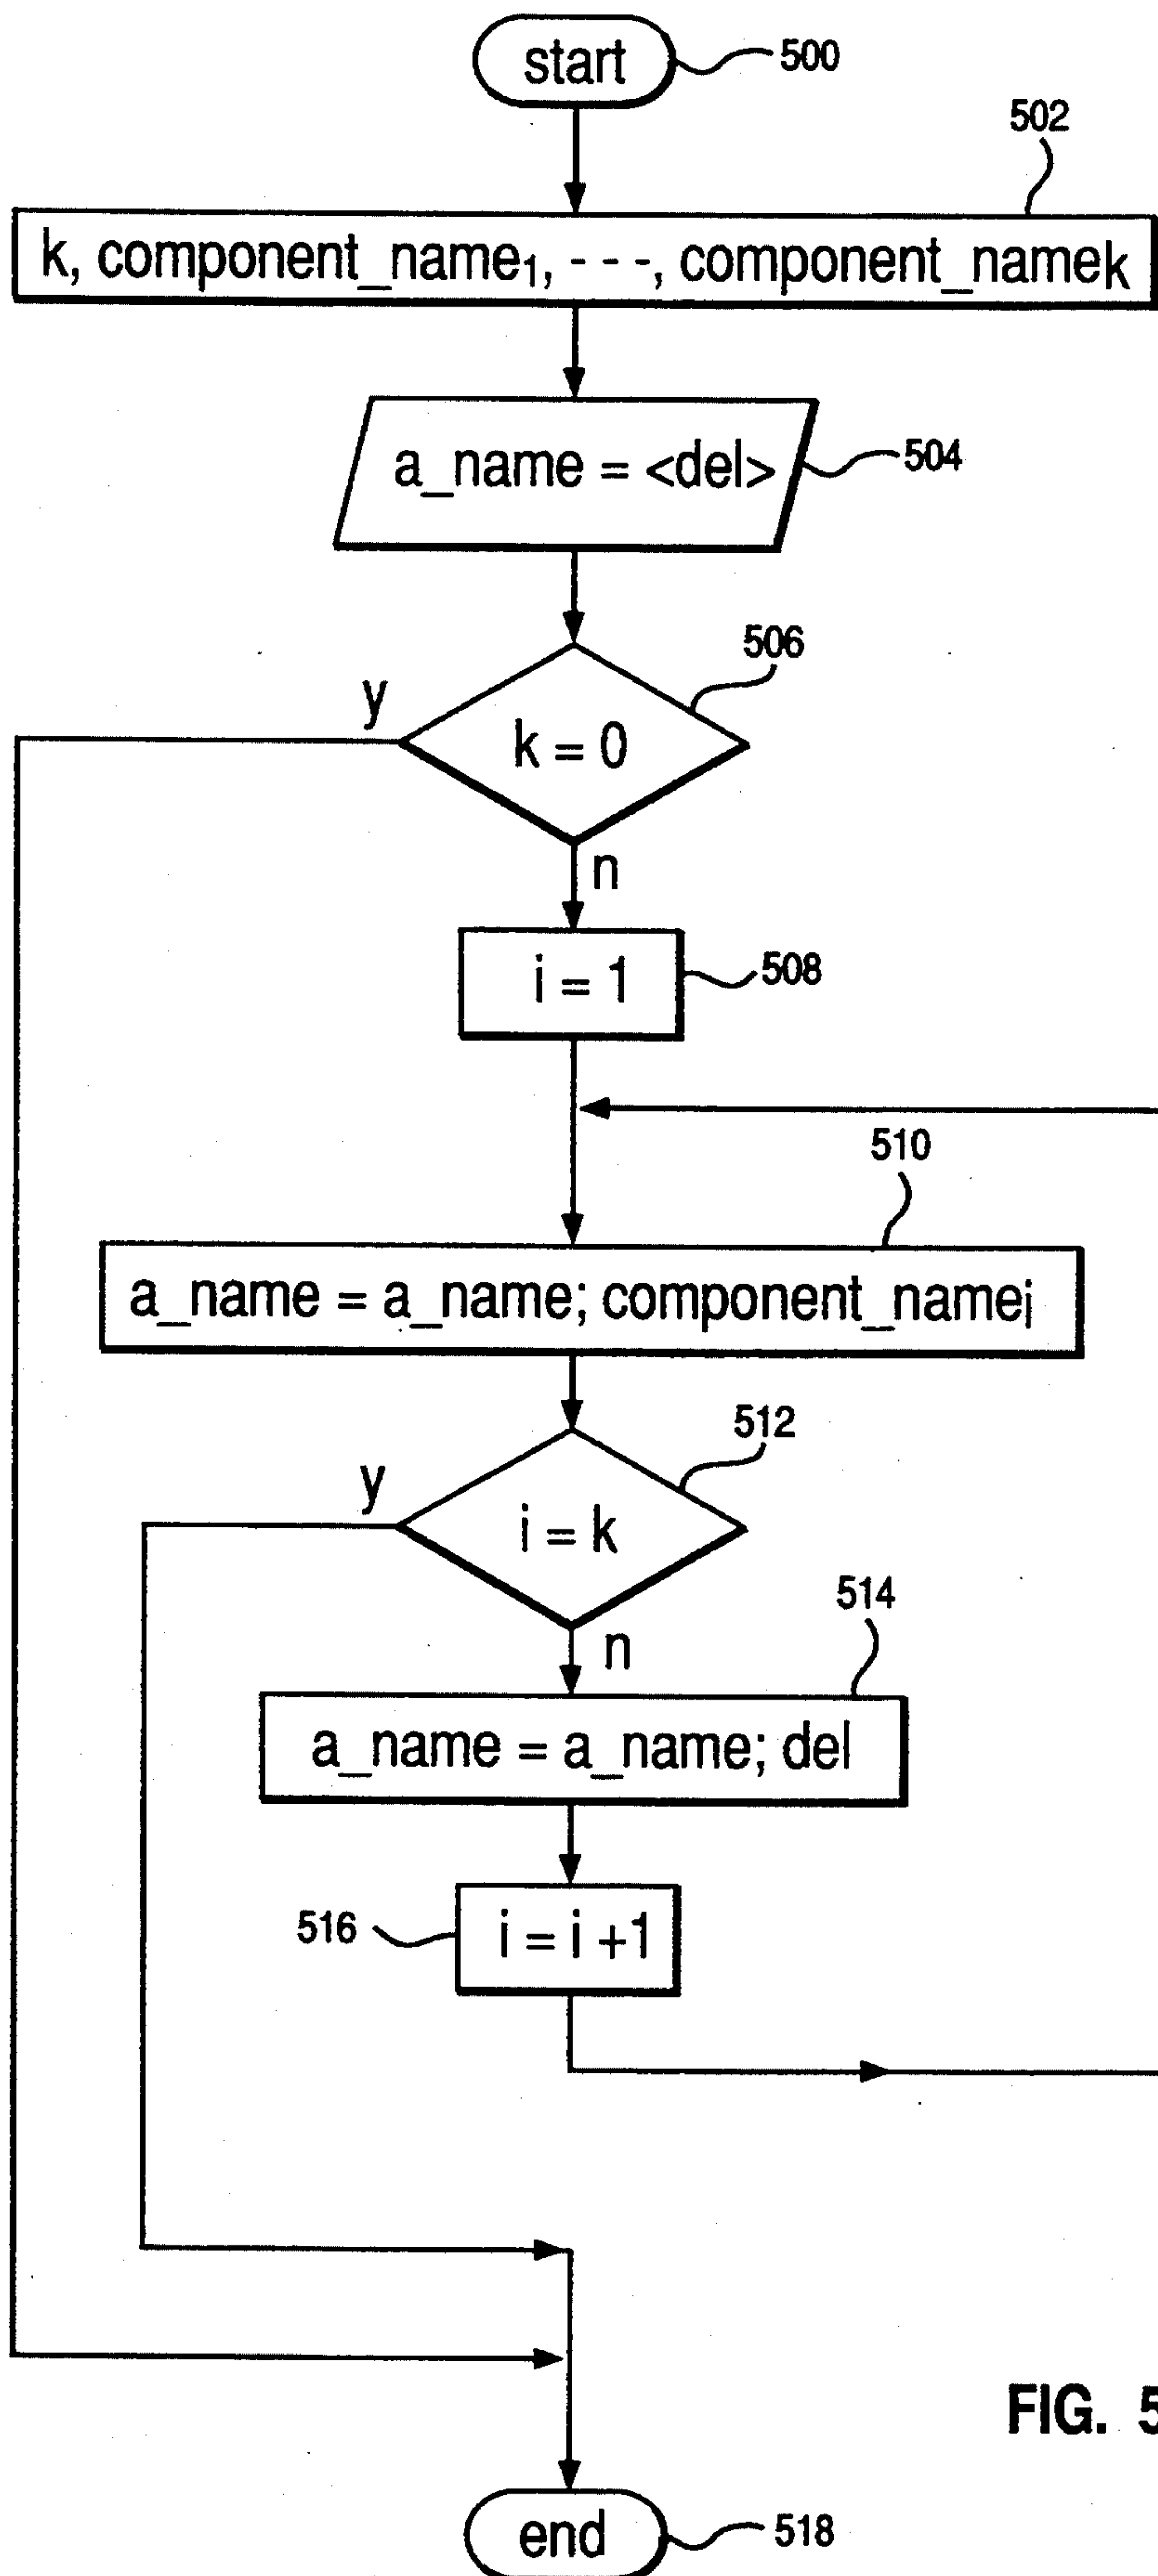 start
500
502
k, component_name₁, - - -, component_namek
a_name = <del>
504
506
y
k = 0
n
i = 1
508
510
a_name = a_name; component_nameᵢ
512
y
i = k
514
n
a_name = a_name; del
516
i = i +1
FIG. 5
end
518